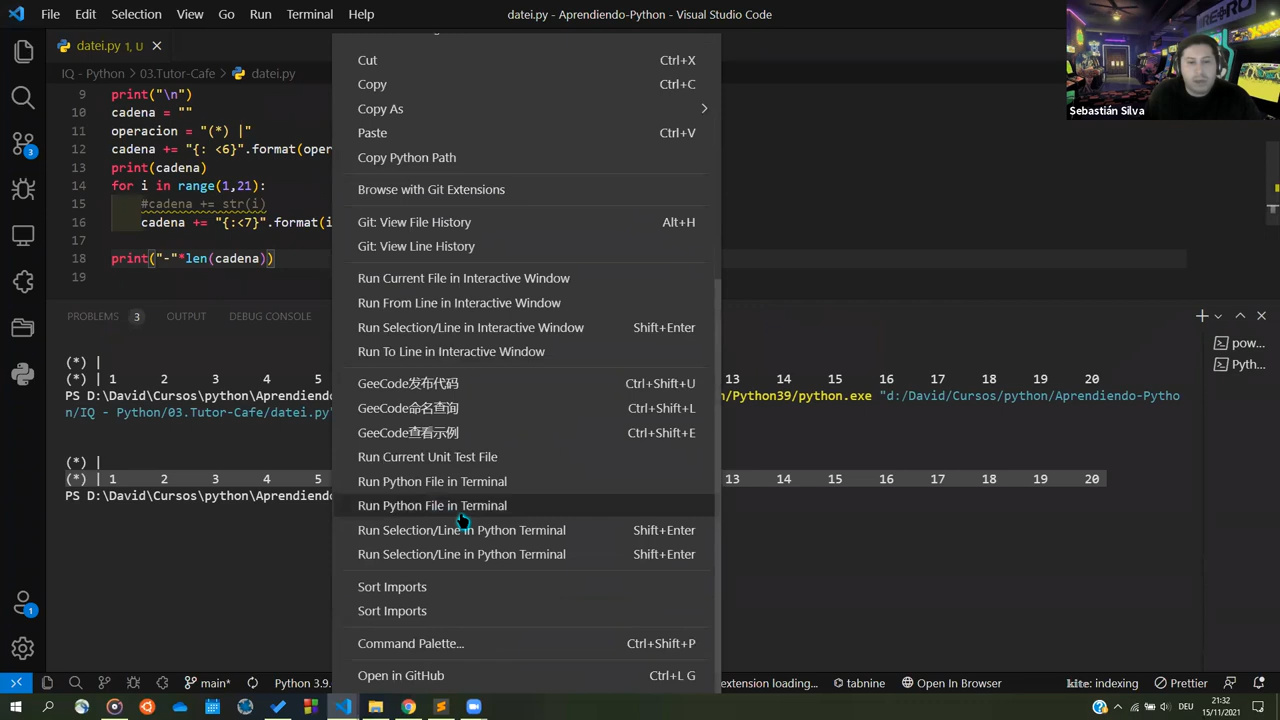 File Edit Selection View Go Run Terminal Help datei.py - Aprendiendo-Python - Visual Studio Code
datei.py 1, U
IQ - Python > 03.Tutor-Cafe > datei.py
9 print("\n")
10 cadena = ""
11 operacion = "(*) |"
12 cadena += "{: <6}".format(oper
13 print(cadena)
14 for i in range(1,21):
15 #cadena += str(i)
16 cadena += "{:<7}".format(i
17
18 print("-"*len(cadena))
19
Cut Ctrl+X
Copy Ctrl+C
Copy As
Paste Ctrl+V
Copy Python Path
Browse with Git Extensions
Git: View File History Alt+H
Git: View Line History
Run Current File in Interactive Window
Run From Line in Interactive Window
Run Selection/Line in Interactive Window Shift+Enter
Run To Line in Interactive Window
GeeCode发布代码 Ctrl+Shift+U
GeeCode命名查询 Ctrl+Shift+L
GeeCode查看示例 Ctrl+Shift+E
Run Current Unit Test File
Run Python File in Terminal
Run Python File in Terminal
Run Selection/Line in Python Terminal Shift+Enter
Run Selection/Line in Python Terminal Shift+Enter
Sort Imports
Sort Imports
Command Palette... Ctrl+Shift+P
Open in GitHub Ctrl+L G
RETRO
Sebastián Silva
3
PROBLEMS 3 OUTPUT DEBUG CONSOLE
(*) |
(*) | 1 2 3 4 5 13 14 15 16 17 18 19 20
PS D:\David\Cursos\python\Aprendiendo n/Python39/python.exe "d:/David/Cursos/python/Aprendiendo-Pytho
n/IQ - Python/03.Tutor-Cafe/datei.py"
(*) |
(*) | 1 2 3 4 5 13 14 15 16 17 18 19 20
PS D:\David\Cursos\python\Aprendiendo
pow...
Pyth...
1
main* Python 3.9. extension loading... tabnine Open In Browser kite: indexing Prettier
DEU
21:32
15/11/2021